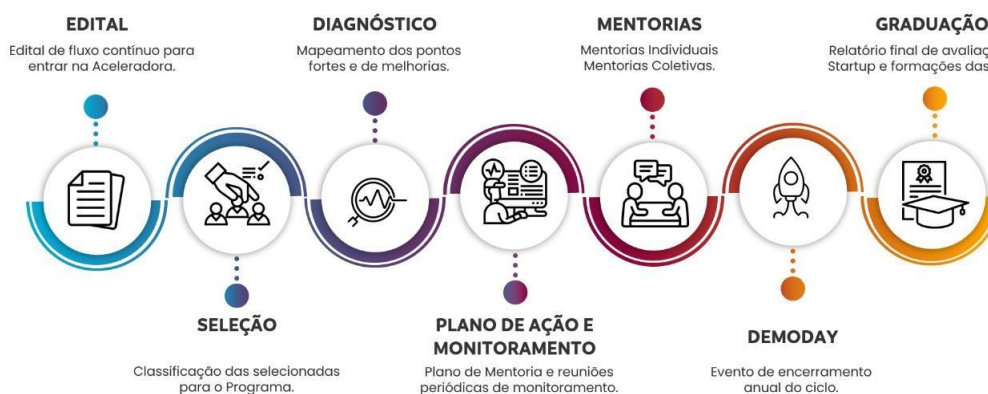 EDITAL
Edital de fluxo contínuo para
entrar na Aceleradora.
SELEÇÃO
Classificação das selecionadas
para o Programa.
DIAGNÓSTICO
Mapeamento dos pontos
fortes e de melhorias.
PLANO DE AÇÃO E
MONITORAMENTO
Plano de Mentoria e reuniões
periódicas de monitoramento.
MENTORIAS
Mentorias Individuais
Mentorias Coletivas.
DEMODAY
Evento de encerramento
anual do ciclo.
GRADUAÇÃO
Relatório final de
Startup e formações das